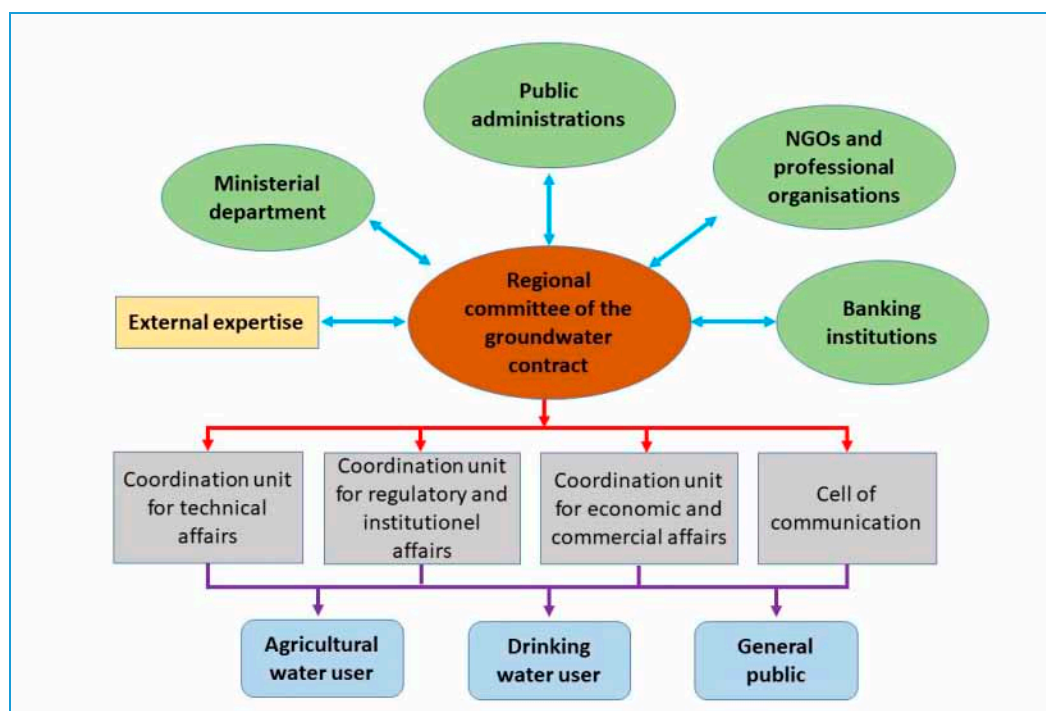 Public
administrations
NGOs and
professional
organisations
Ministerial
department
Regional
committee of the
groundwater
contract
External expertise
Banking
institutions
Coordination unit
for technical
affairs
Coordination unit
for regulatory and
institutionel
affairs
Coordination unit
for economic and
commercial affairs
Cell of
communication
Agricultural
water user
Drinking
water user
General
public